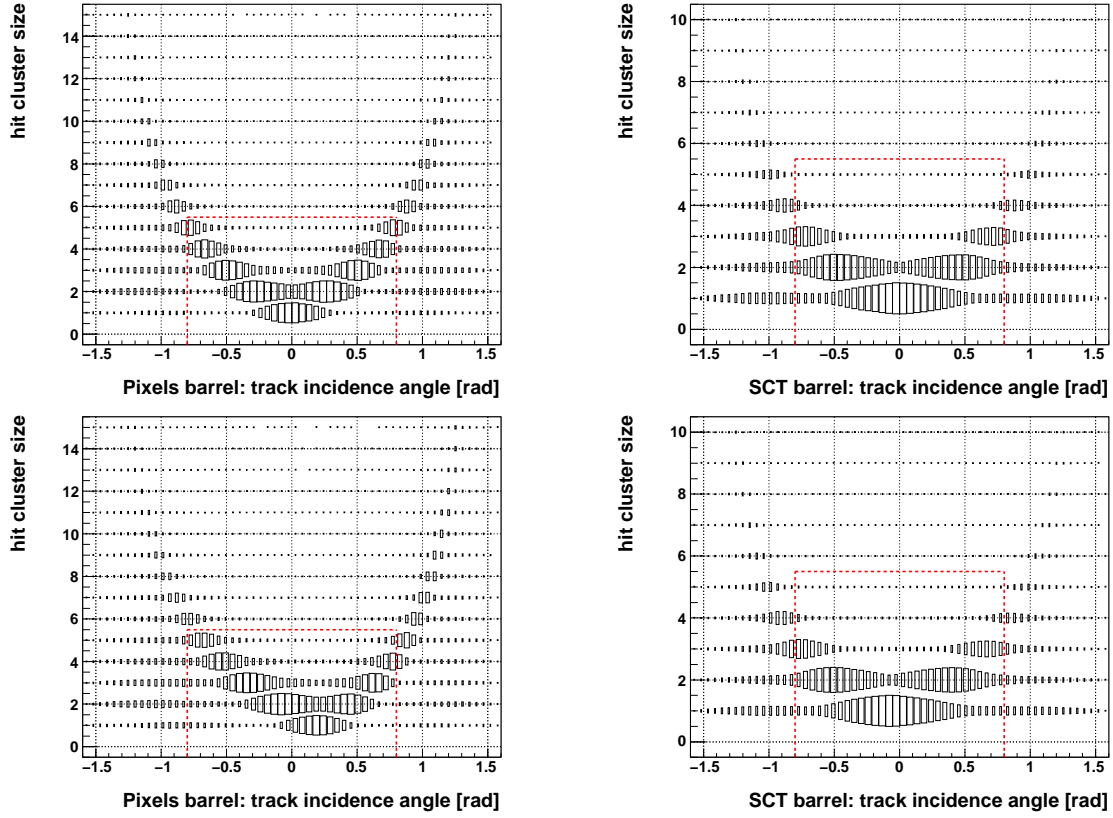 hit cluster size
14
12
10
8
6
4
2
0
−1.5 −1 −0.5 0 0.5 1 1.5
Pixels barrel: track incidence angle [rad]
hit cluster size
10
8
6
4
2
0
−1.5 −1 −0.5 0 0.5 1 1.5
SCT barrel: track incidence angle [rad]
hit cluster size
14
12
10
8
6
4
2
0
−1.5 −1 −0.5 0 0.5 1 1.5
Pixels barrel: track incidence angle [rad]
hit cluster size
10
8
6
4
2
0
−1.5 −1 −0.5 0 0.5 1 1.5
SCT barrel: track incidence angle [rad]